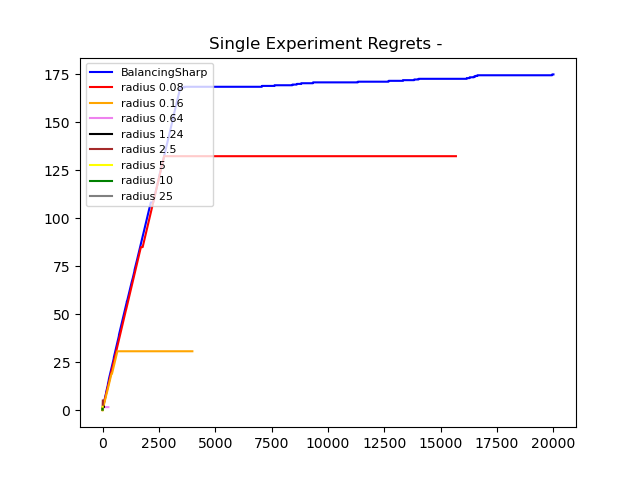 Single Experiment Regrets -
175
150
125
100
75
50
25
0
BalancingSharp
radius 0.08
radius 0.16
radius 0.64
radius 1.24
radius 2.5
radius 5
radius 10
radius 25
0 2500 5000 7500 10000 12500 15000 17500 20000